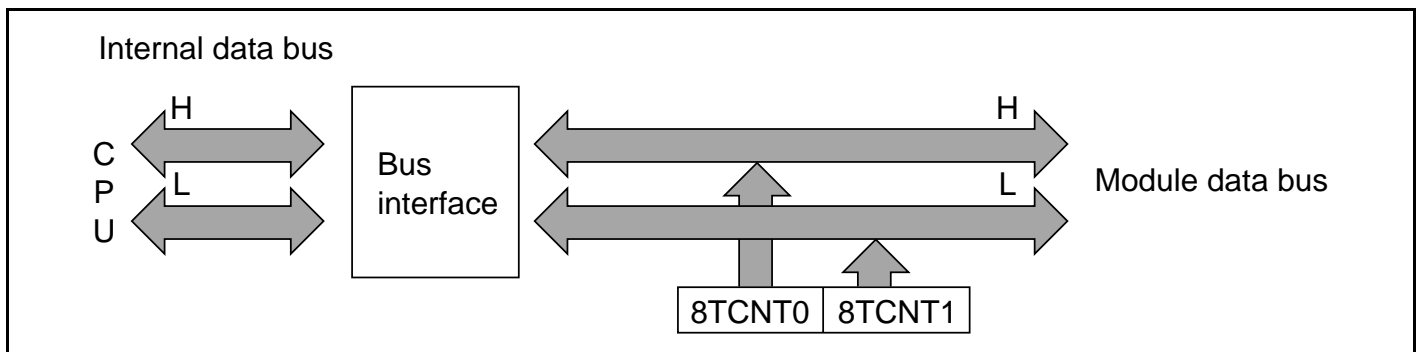 Internal data bus
H
H
C
P
U
L
Bus
interface
L
Module data bus
8TCNT0
8TCNT1